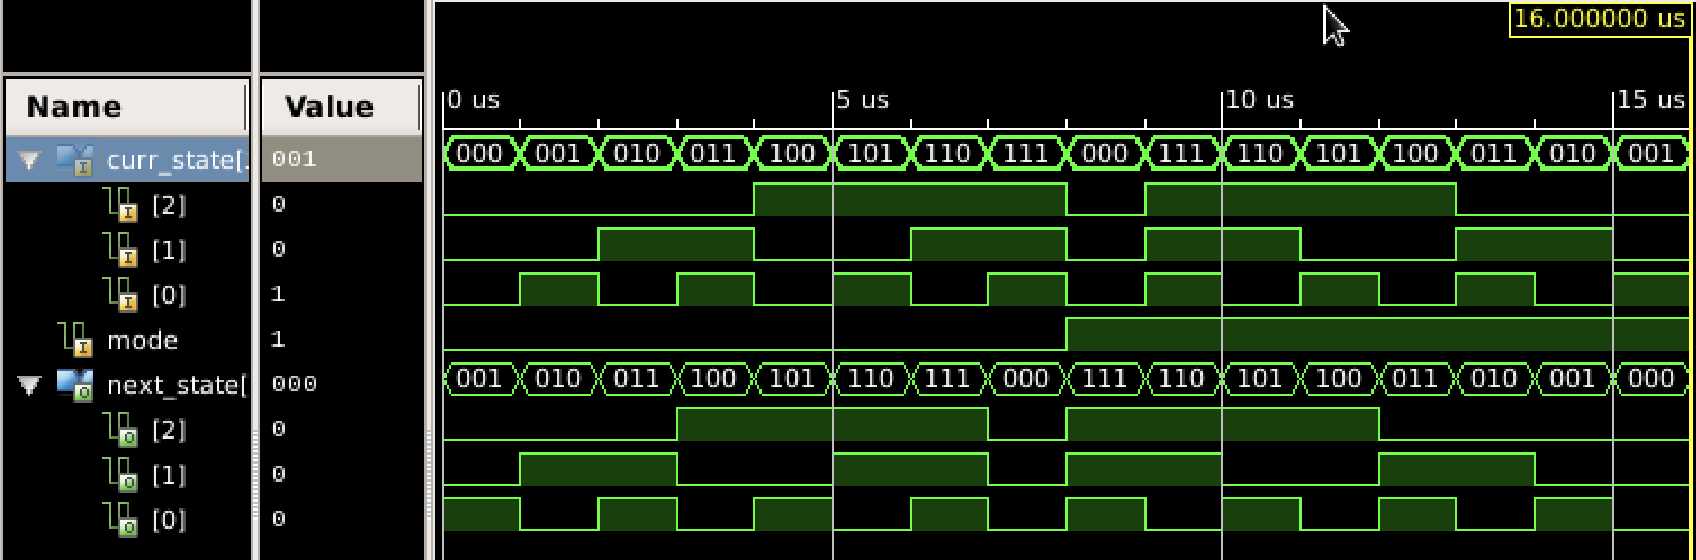 16.000000 us
Name Value
0 us 5 us 10 us 15 us
curr_state[. 001 000 001 010 011 100 101 110 111 000 111 110 101 100 011 010 001
[2] 0
[1] 0
[0] 1
mode 1
next_state[ 000 001 010 011 100 101 110 111 000 111 110 101 100 011 010 001 000
[2] 0
[1] 0
[0] 0